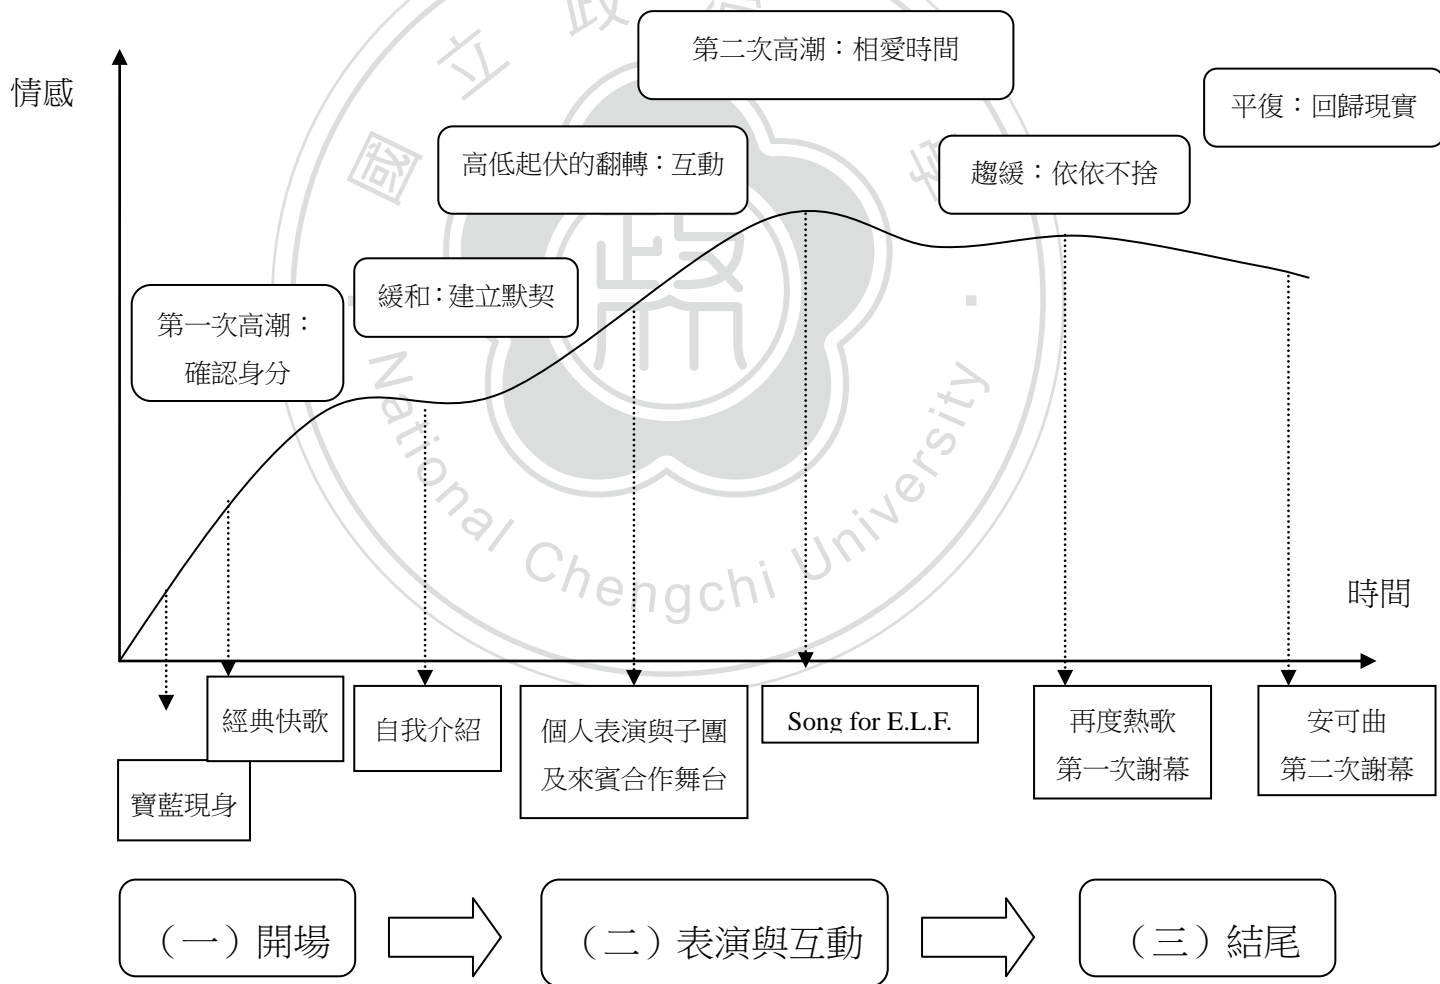 第二次高潮：相愛時間
情感
平復：回歸現實
高低起伏的翻轉：互動
趨緩：依依不捨
緩和：建立默契
第一次高潮：
確認身分
時間
經典快歌
自我介紹
個人表演與子團
及來賓合作舞台
Song for E.L.F.
再度熱歌
第一次謝幕
安可曲
第二次謝幕
寶藍現身
（一）開場
（二）表演與互動
（三）結尾
國立政
National Chengchi University